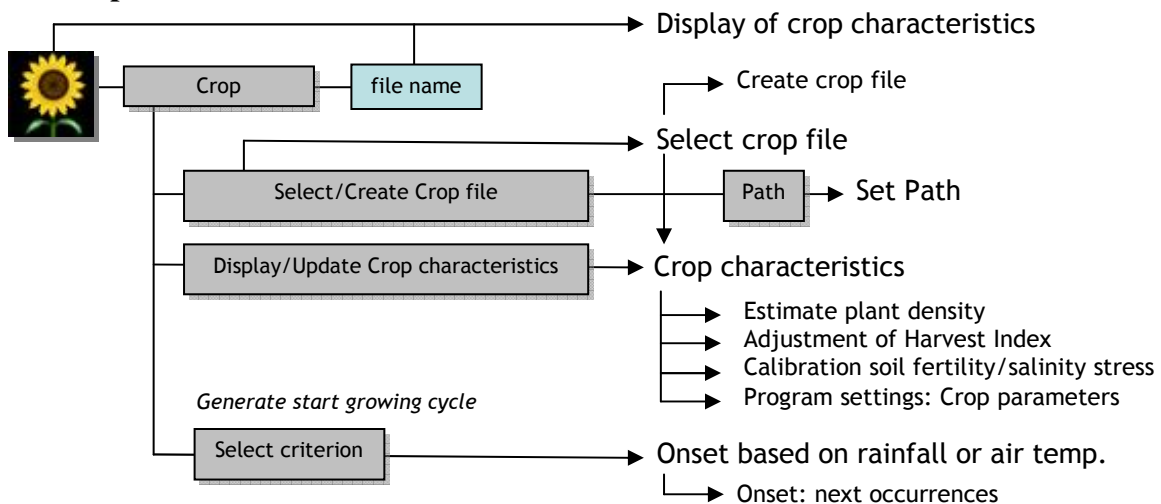 Display of crop characteristics
Crop
file name
Create crop file
Select crop file
Select/Create Crop file
Path
Set Path
Display/Update Crop characteristics
Crop characteristics
Estimate plant density
Adjustment of Harvest Index
Calibration soil fertility/salinity stress
Program settings: Crop parameters
Generate start growing cycle
Select criterion
Onset based on rainfall or air temp.
Onset: next occurrences